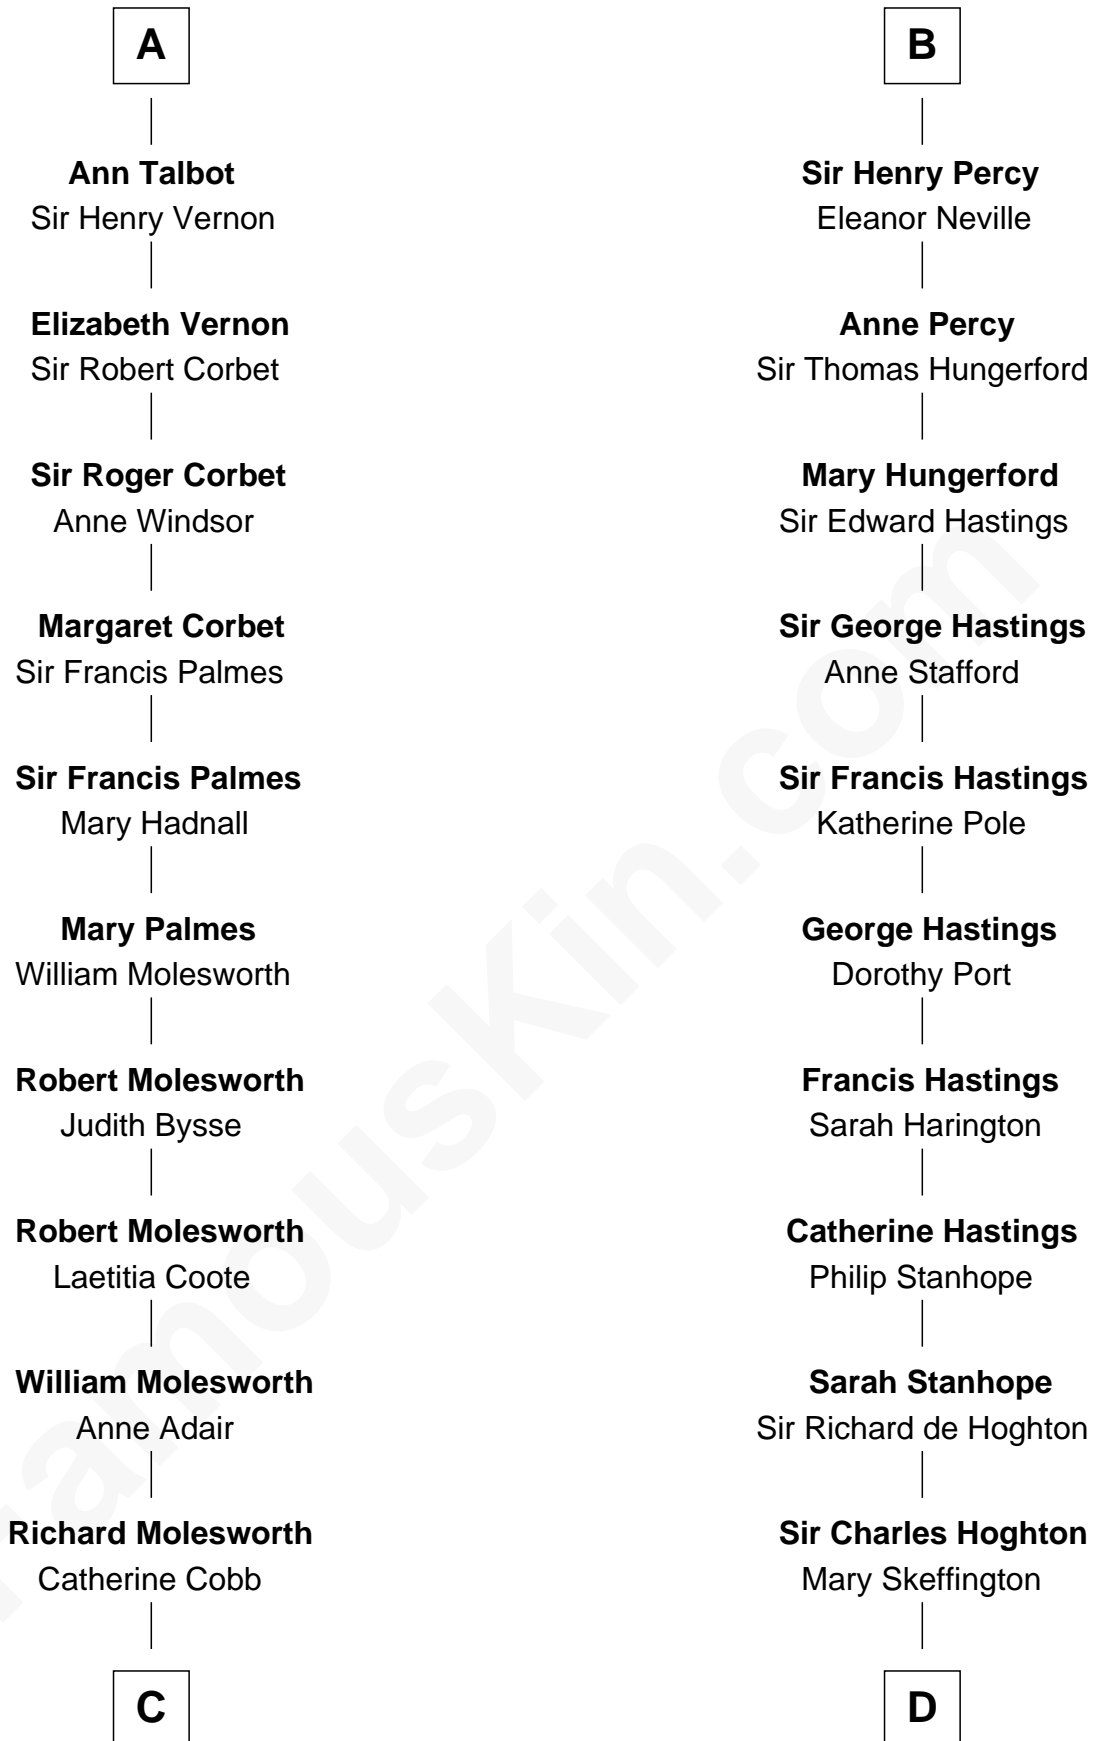 A
Ann Talbot
Sir Henry Vernon
Elizabeth Vernon
Sir Robert Corbet
Sir Roger Corbet
Anne Windsor
Margaret Corbet
Sir Francis Palmes
Sir Francis Palmes
Mary Hadnall
Mary Palmes
William Molesworth
Robert Molesworth
Judith Bysse
Robert Molesworth
Laetitia Coote
William Molesworth
Anne Adair
Richard Molesworth
Catherine Cobb
C
B
Sir Henry Percy
Eleanor Neville
Anne Percy
Sir Thomas Hungerford
Mary Hungerford
Sir Edward Hastings
Sir George Hastings
Anne Stafford
Sir Francis Hastings
Katherine Pole
George Hastings
Dorothy Port
Francis Hastings
Sarah Harington
Catherine Hastings
Philip Stanhope
Sarah Stanhope
Sir Richard de Hoghton
Sir Charles Hoghton
Mary Skeffington
D
FamousKin.com